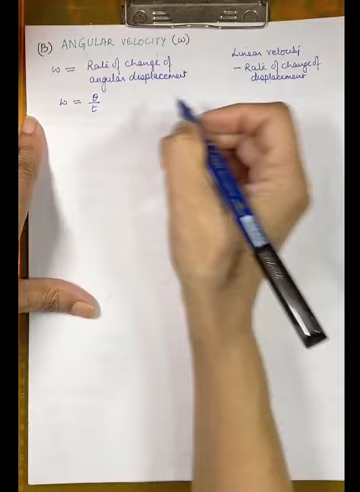 (B) ANGULAR VELOCITY (ω)
ω = Rate of change of
angular displacement
ω = θ
t
Linear velocity
- Rate of change of
displacement